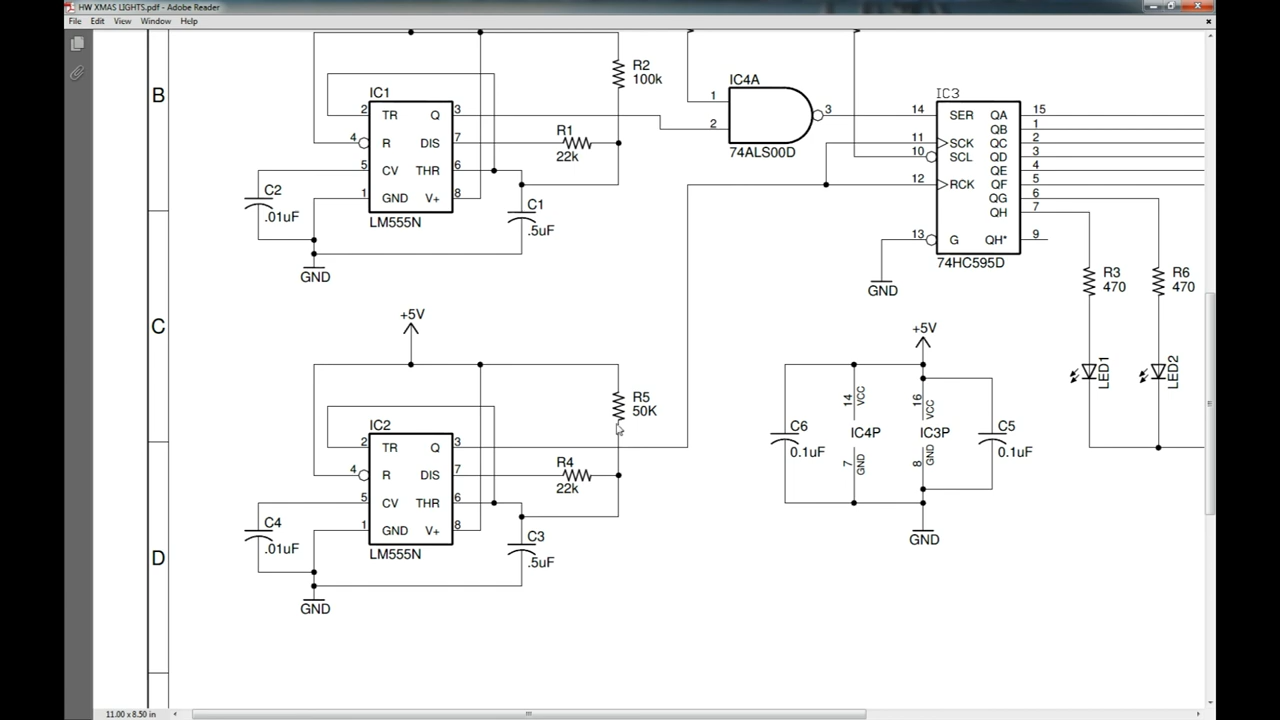 HW XMAS LIGHTS.pdf - Adobe Reader
File Edit View Window Help
B
IC1
2 TR Q 3
4 R DIS 7
5 CV THR 6
1 GND V+ 8
LM555N
C2
.01uF
GND
R2
100k
R1
22k
C1
.5uF
IC4A
1
2
3
74ALS00D
IC3
14 SER QA 15
QB 1
11 SCK QC 2
10 SCL QD 3
QE 4
12 RCK QF 5
QG 6
QH 7
13 G QH* 9
74HC595D
GND
R3
470
R6
470
LED1
LED2
C
+5V
IC2
2 TR Q 3
4 R DIS 7
5 CV THR 6
1 GND V+ 8
LM555N
C4
.01uF
GND
R5
50K
R4
22k
C3
.5uF
+5V
C6
0.1uF
14 VCC
IC4P
7 GND
16 VCC
IC3P
8 GND
C5
0.1uF
GND
D
11.00 x 8.50 in